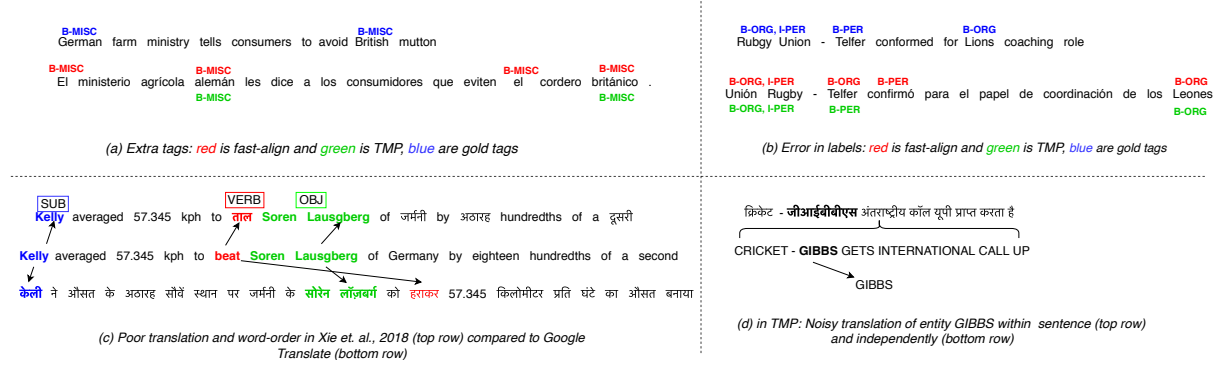 B-MISC B-MISC
German farm ministry tells consumers to avoid British mutton
B-MISC B-MISC B-MISC B-MISC
El ministerio agrícola alemán les dice a los consumidores que eviten el cordero británico .
B-MISC B-MISC
(a) Extra tags: red is fast-align and green is TMP, blue are gold tags
B-ORG, I-PER B-PER B-ORG
Rubgy Union - Telfer conformed for Lions coaching role
B-ORG, I-PER B-ORG B-PER B-ORG
Unión Rugby - Telfer confirmó para el papel de coordinación de los Leones
B-ORG, I-PER B-PER B-ORG
(b) Error in labels: red is fast-align and green is TMP, blue are gold tags
SUB VERB OBJ
Kelly averaged 57.345 kph to ताल Soren Lausgberg of जर्मनी by अठारह hundredths of a दूसरी
Kelly averaged 57.345 kph to beat Soren Lausgberg of Germany by eighteen hundredths of a second
केली ने औसत के अठारह सौवें स्थान पर जर्मनी के सोरेन लॉज़बर्ग को हराकर 57.345 किलोमीटर प्रति घंटे का औसत बनाया
(c) Poor translation and word-order in Xie et. al., 2018 (top row) compared to Google
Translate (bottom row)
क्रिकेट - जीआईबीबीएस अंतराष्ट्रीय कॉल यूपी प्राप्त करता है
CRICKET - GIBBS GETS INTERNATIONAL CALL UP
GIBBS
(d) in TMP: Noisy translation of entity GIBBS within sentence (top row)
and independently (bottom row)